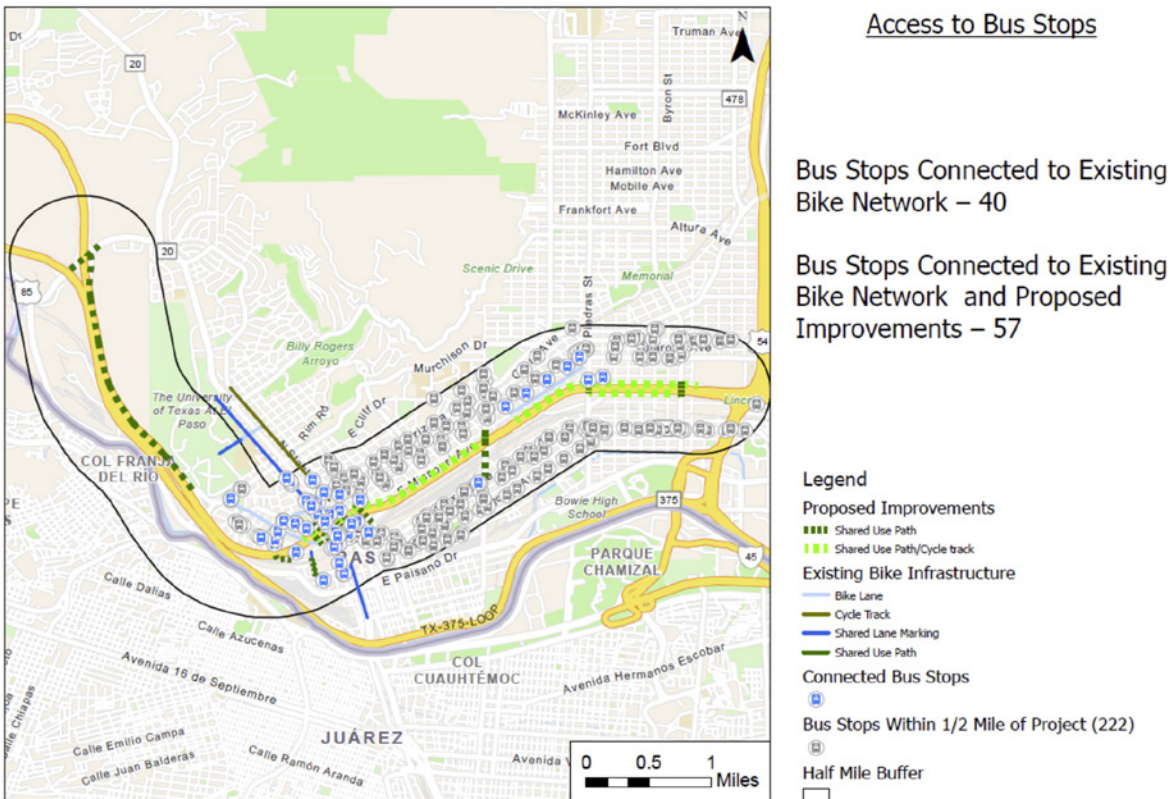 Access to Bus Stops
Bus Stops Connected to Existing
Bike Network – 40
Bus Stops Connected to Existing
Bike Network and Proposed
Improvements – 57
Legend
Proposed Improvements
Shared Use Path
Shared Use Path/Cycle track
Existing Bike Infrastructure
Bike Lane
Cycle Track
Shared Lane Marking
Shared Use Path
Connected Bus Stops
Bus Stops Within 1/2 Mile of Project (222)
Half Mile Buffer
N
Truman Ave
Dr
20
478
Byron St
McKinley Ave
Fort Blvd
Hamilton Ave
Mobile Ave
Frankfort Ave
Altura Ave
20
Scenic Drive
Memorial
85
Piedras St
54
Billy Rogers
Arroyo
Murchison Dr
The University
of Texas At El
Paso
Rim Rd
E Cliff Dr
COL FRANJA
DEL RIO
Bowie High
School
375
PARQUE
CHAMIZAL
45
E Paisano Dr
Calle Dallas
TX-375-LOOP
Calle Azucenas
COL
CUAUHTÉMOC
Avenida 16 de Septiembre
Avenida Hermanos Escobar
Calle Chiapas
JUÁREZ
Calle Emilio Campa
Calle Ramón Aranda
Calle Juan Balderas
0 0.5 1
Miles